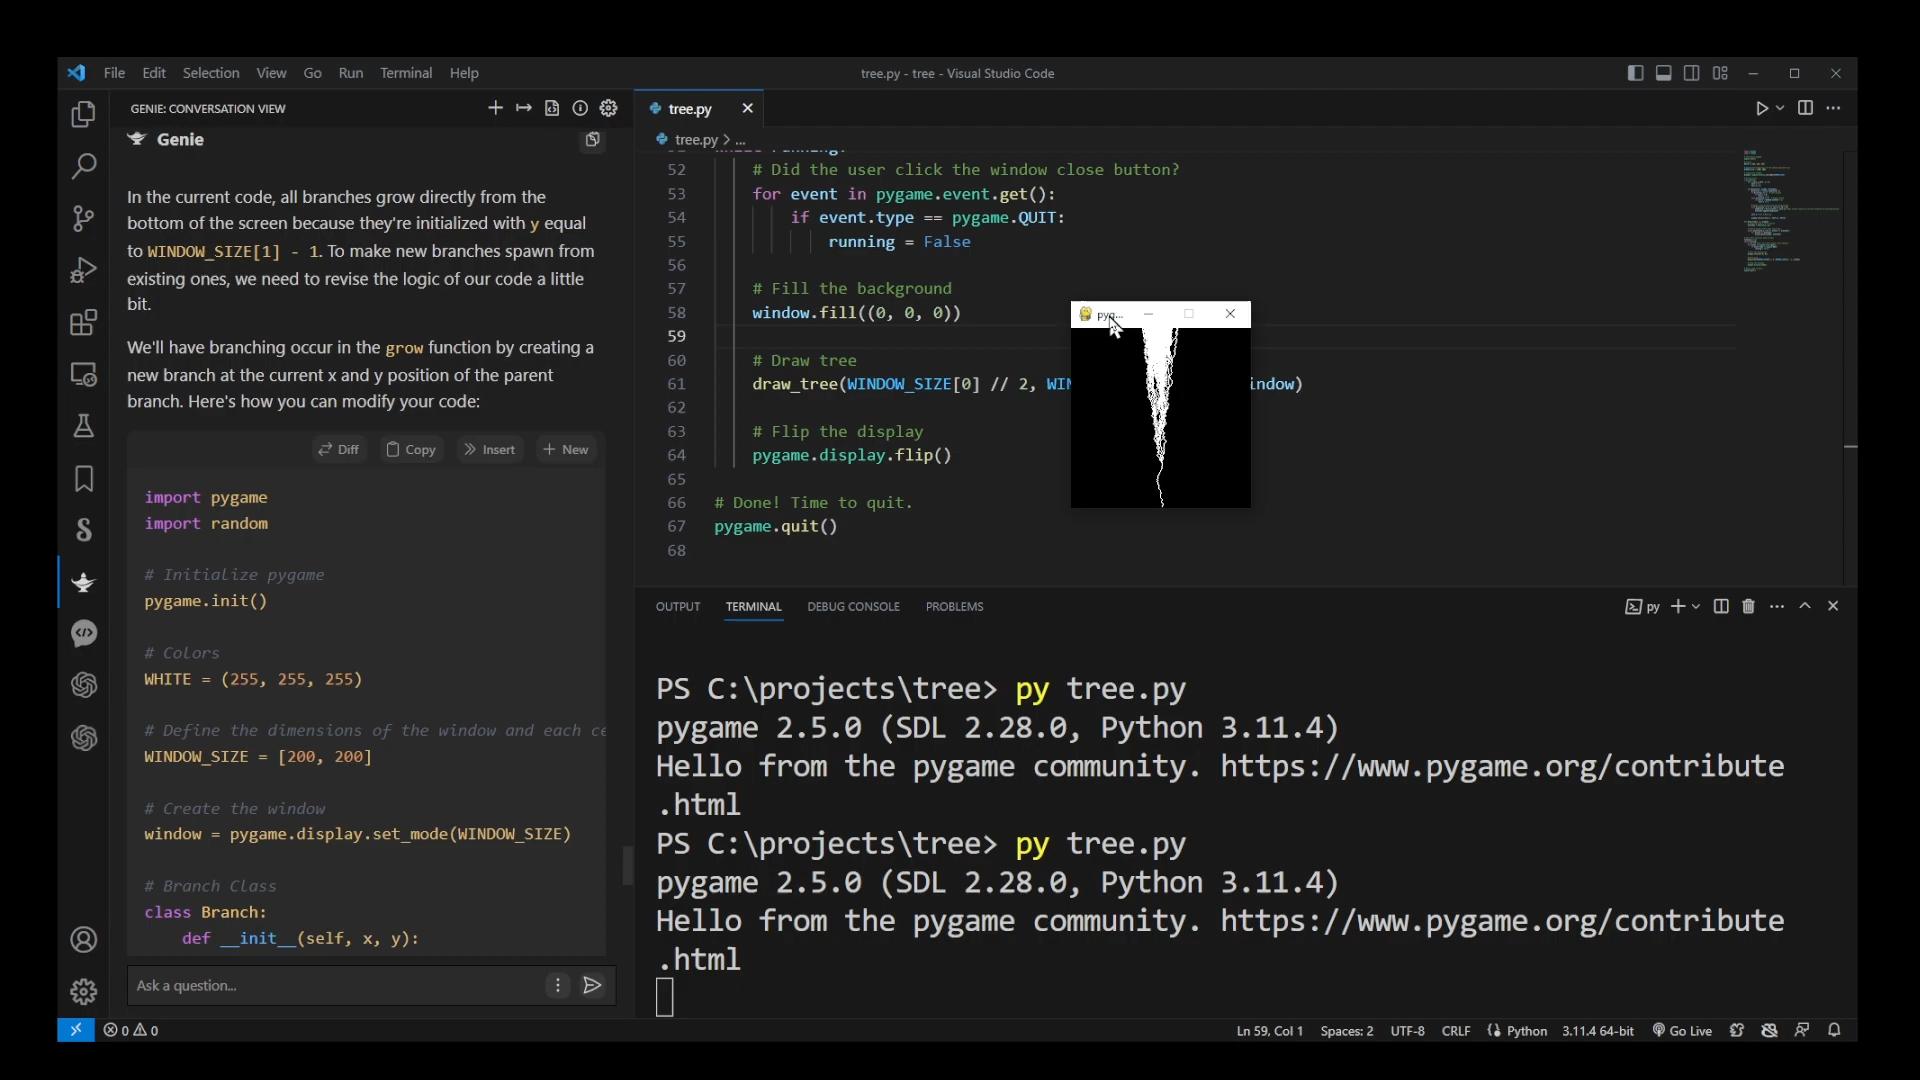 File Edit Selection View Go Run Terminal Help
tree.py - tree - Visual Studio Code
GENIE: CONVERSATION VIEW
Genie
In the current code, all branches grow directly from the
bottom of the screen because they're initialized with y equal
to WINDOW_SIZE[1] - 1. To make new branches spawn from
existing ones, we need to revise the logic of our code a little
bit.
We'll have branching occur in the grow function by creating a
new branch at the current x and y position of the parent
branch. Here's how you can modify your code:
Diff Copy Insert New
import pygame
import random
# Initialize pygame
pygame.init()
# Colors
WHITE = (255, 255, 255)
# Define the dimensions of the window and each ce
WINDOW_SIZE = [200, 200]
# Create the window
window = pygame.display.set_mode(WINDOW_SIZE)
# Branch Class
class Branch:
def __init__(self, x, y):
Ask a question...
tree.py
tree.py > ...
52 # Did the user click the window close button?
53 for event in pygame.event.get():
54 if event.type == pygame.QUIT:
55 running = False
56
57 # Fill the background
58 window.fill((0, 0, 0))
59
60 # Draw tree
61 draw_tree(WINDOW_SIZE[0] // 2, WIN indow)
62
63 # Flip the display
64 pygame.display.flip()
65
66 # Done! Time to quit.
67 pygame.quit()
68
pyg...
OUTPUT TERMINAL DEBUG CONSOLE PROBLEMS
py
PS C:\projects\tree> py tree.py
pygame 2.5.0 (SDL 2.28.0, Python 3.11.4)
Hello from the pygame community. https://www.pygame.org/contribute
.html
PS C:\projects\tree> py tree.py
pygame 2.5.0 (SDL 2.28.0, Python 3.11.4)
Hello from the pygame community. https://www.pygame.org/contribute
.html
0 0
Ln 59, Col 1 Spaces: 2 UTF-8 CRLF Python 3.11.4 64-bit Go Live